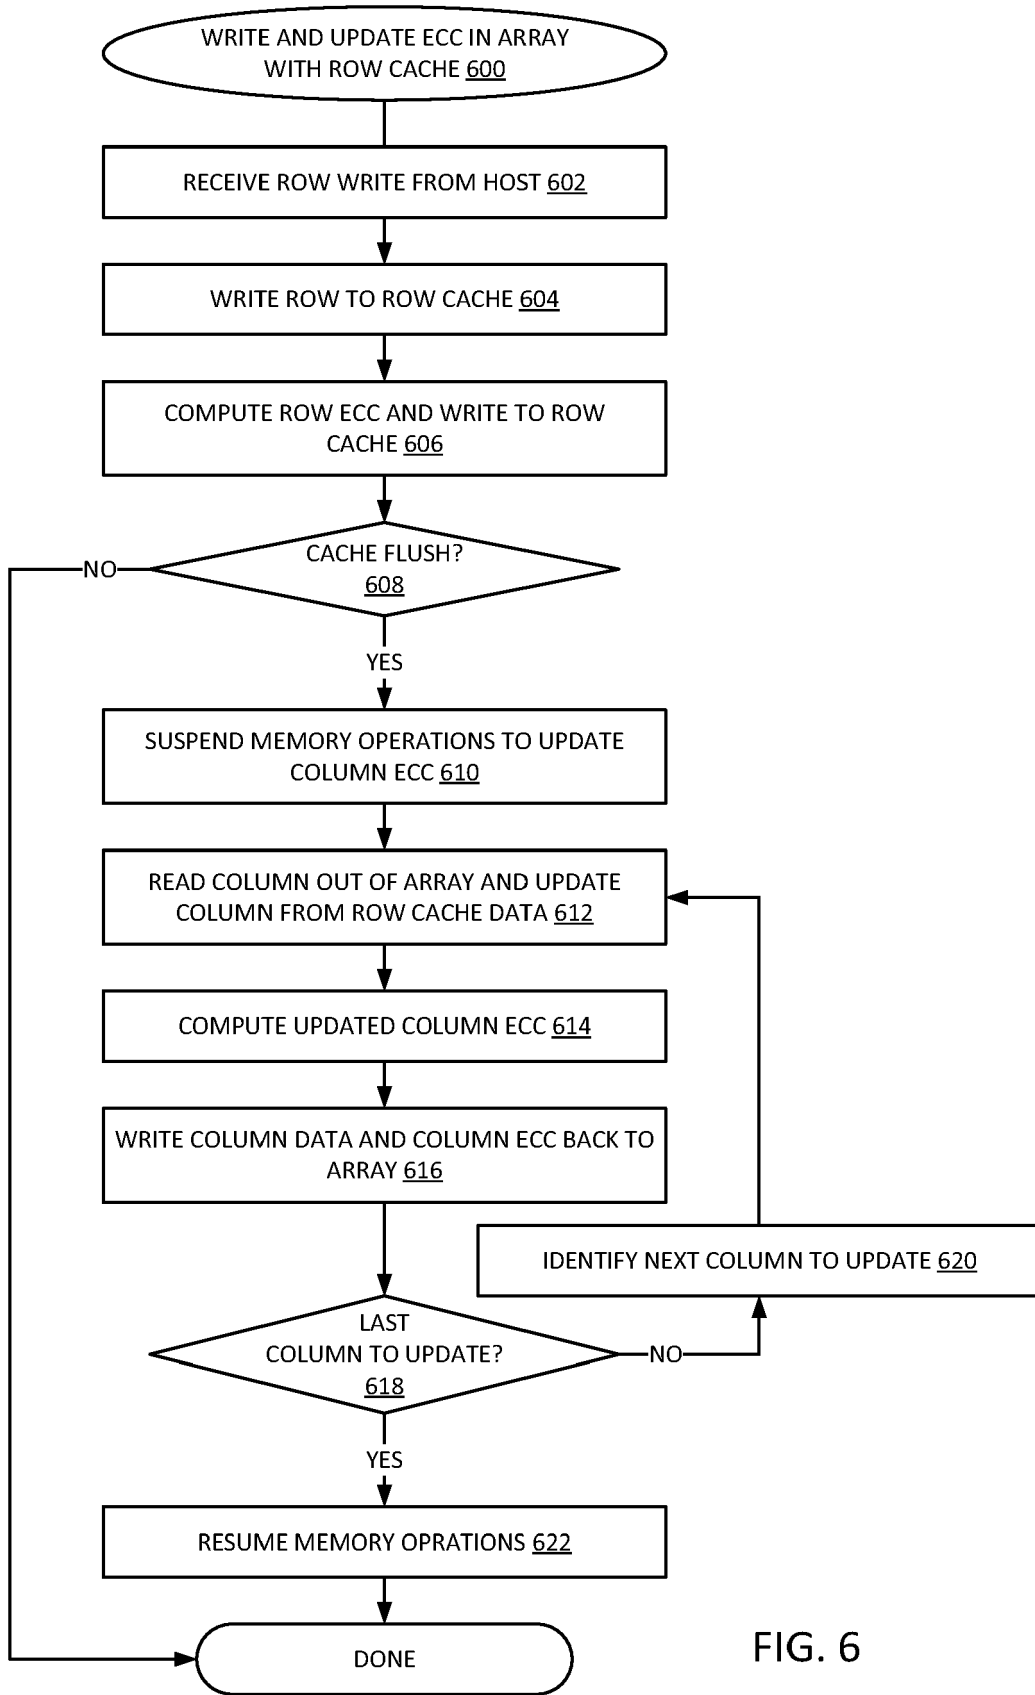 WRITE AND UPDATE ECC IN ARRAY
WITH ROW CACHE 600
RECEIVE ROW WRITE FROM HOST 602
WRITE ROW TO ROW CACHE 604
COMPUTE ROW ECC AND WRITE TO ROW
CACHE 606
CACHE FLUSH?
608
NO
YES
SUSPEND MEMORY OPERATIONS TO UPDATE
COLUMN ECC 610
READ COLUMN OUT OF ARRAY AND UPDATE
COLUMN FROM ROW CACHE DATA 612
COMPUTE UPDATED COLUMN ECC 614
WRITE COLUMN DATA AND COLUMN ECC BACK TO
ARRAY 616
IDENTIFY NEXT COLUMN TO UPDATE 620
LAST
COLUMN TO UPDATE?
618
NO
YES
RESUME MEMORY OPRATIONS 622
DONE
FIG. 6